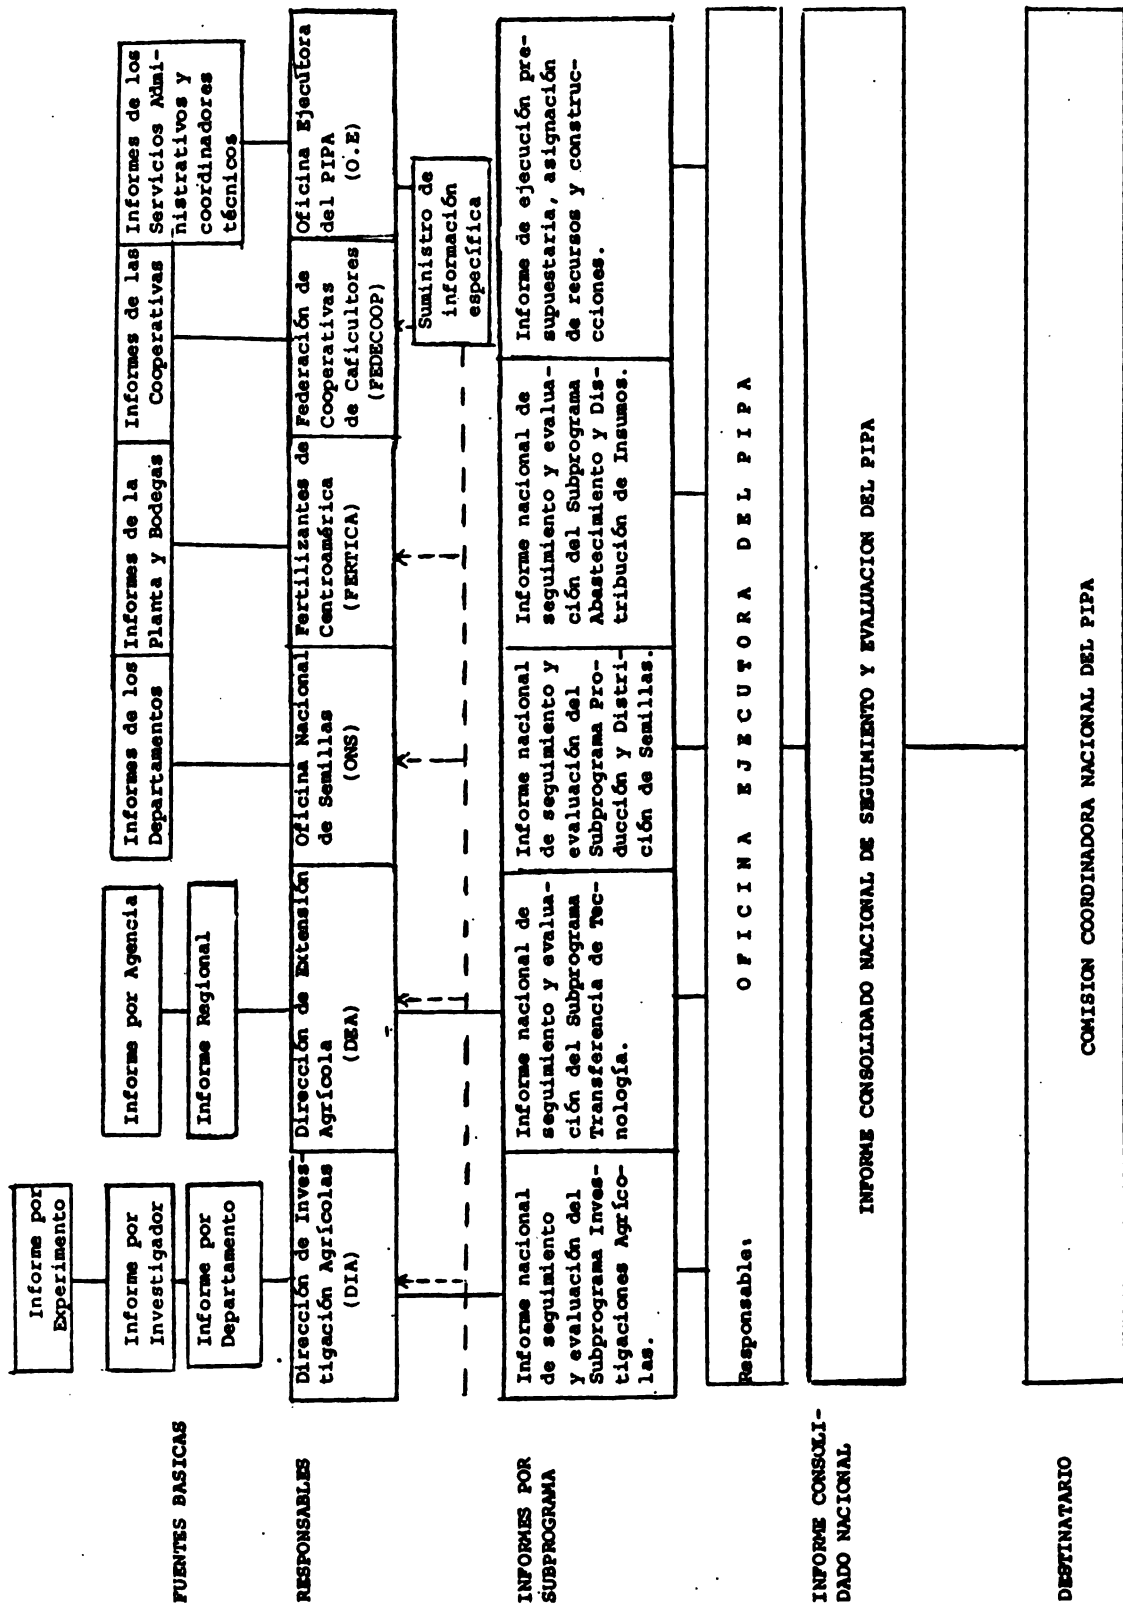 FUENTES BASICAS
Informe por
Experimento
Informe por
Investigador
Informe por
Departamento
Informe por Agencia
Informe Regional
Informes de los
Departamentos
Informes de la
Planta y Bodegas
Informes de las
Cooperativas
Informes de los
Servicios Admi-
nistrativos y
coordinadores
técnicos
RESPONSABLES
Dirección de Inves-
tigación Agrícolas
(DIA)
Dirección de Extensión
Agrícola
(DEA)
Oficina Nacional
de Semillas
(ONS)
Fertilizantes de
Centroamérica
(FERTICA)
Federación de
Cooperativas
de Caficultores
(FEDECOOP)
Oficina Ejecutora
del PIPA
(O.E)
Suministro de
información
específica
INFORMES POR
SUBPROGRAMA
Informe nacional
de seguimiento
y evaluación del
Subprograma Inves-
tigaciones Agríco-
las.
Informe nacional de
seguimiento y evalua-
ción del Subprograma
Transferencia de Tec-
nología.
Informe nacional
de seguimiento y
evaluación del
Subprograma Pro-
ducción y Distri-
ción de Semillas.
Informe nacional de
seguimiento y evalua-
ción del Subprograma
Abastecimiento y Dis-
tribución de Insumos.
Informe de ejecución pre-
supuestaria, asignación
de recursos y construc-
cciones.
Responsable:
O F I C I N A   E J E C U T O R A   D E L   P I P A
INFORME CONSOLI-
DADO NACIONAL
INFORME CONSOLIDADO NACIONAL DE SEGUIMIENTO Y EVALUACION DEL PIPA
DESTINATARIO
COMISION COORDINADORA NACIONAL DEL PIPA